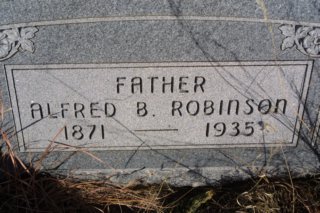 FATHER
ALFRED B. ROBINSON
1871 — 1935